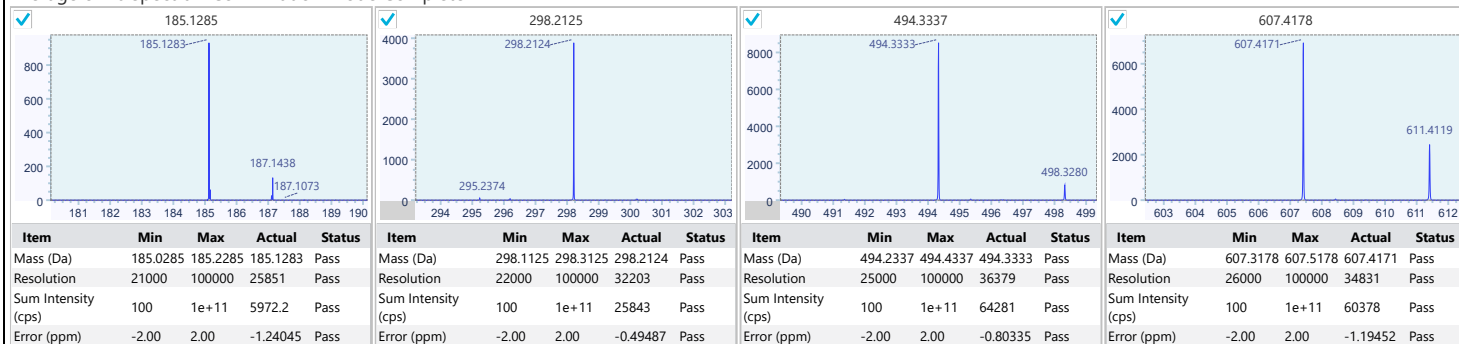 185.1285
185.1283
187.1438
187.1073
800
600
400
200
0
181 182 183 184 185 186 187 188 189 190
Item Min Max Actual Status
Mass (Da) 185.0285 185.2285 185.1283 Pass
Resolution 21000 100000 25851 Pass
Sum Intensity (cps) 100 1e+11 5972.2 Pass
Error (ppm) -2.00 2.00 -1.24045 Pass
298.2125
298.2124
295.2374
4000
3000
2000
1000
0
294 295 296 297 298 299 300 301 302 303
Item Min Max Actual Status
Mass (Da) 298.1125 298.3125 298.2124 Pass
Resolution 22000 100000 32203 Pass
Sum Intensity (cps) 100 1e+11 25843 Pass
Error (ppm) -2.00 2.00 -0.49487 Pass
494.3337
494.3333
498.3280
8000
6000
4000
2000
0
490 491 492 493 494 495 496 497 498 499
Item Min Max Actual Status
Mass (Da) 494.2337 494.4337 494.3333 Pass
Resolution 25000 100000 36379 Pass
Sum Intensity (cps) 100 1e+11 64281 Pass
Error (ppm) -2.00 2.00 -0.80335 Pass
607.4178
607.4171
611.4119
6000
4000
2000
0
603 604 605 606 607 608 609 610 611 612
Item Min Max Actual Status
Mass (Da) 607.3178 607.5178 607.4171 Pass
Resolution 26000 100000 34831 Pass
Sum Intensity (cps) 100 1e+11 60378 Pass
Error (ppm) -2.00 2.00 -1.19452 Pass